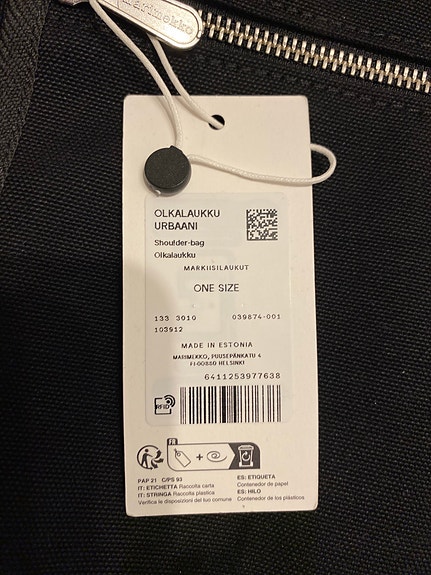 marimekko
OLKALAUKKU
URBAANI
Shoulder-bag
Olkalaukku
MARKIISILAUKUT
ONE SIZE
133 3010 039874-001
103912
MADE IN ESTONIA
MARIMEKKO, PUUSEPÄNKATU 4
FI-00880 HELSINKI
6411253977638
RFID
FR
+
PAP 21 C/PS 93
IT: ETICHETTA Raccolta carta
IT: STRINGA Raccolta plastica
Verifica le disposizioni del tuo comune
ES: ETIQUETA
Contenedor de papel
ES: HILO
Contenedor de los plásticos